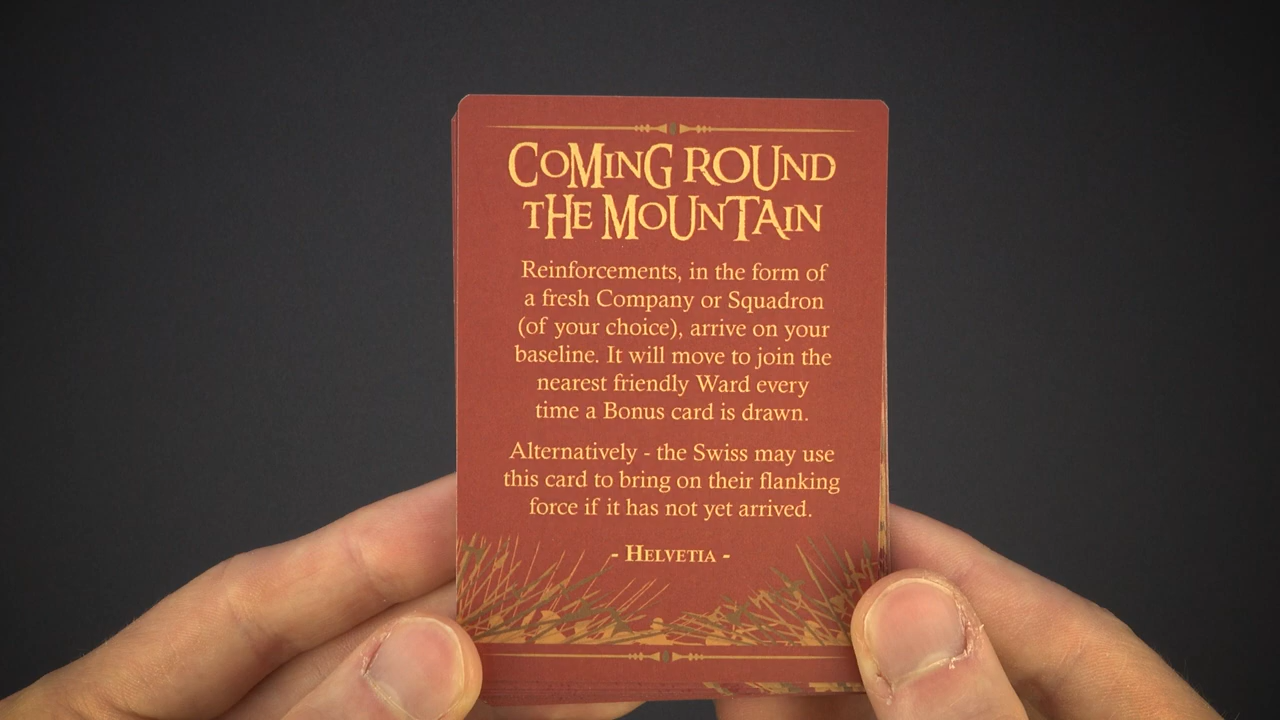 COMING ROUND
THE MOUNTAIN
Reinforcements, in the form of
a fresh Company or Squadron
(of your choice), arrive on your
baseline. It will move to join the
nearest friendly Ward every
time a Bonus card is drawn.
Alternatively - the Swiss may use
this card to bring on their flanking
force if it has not yet arrived.
- HELVETIA -